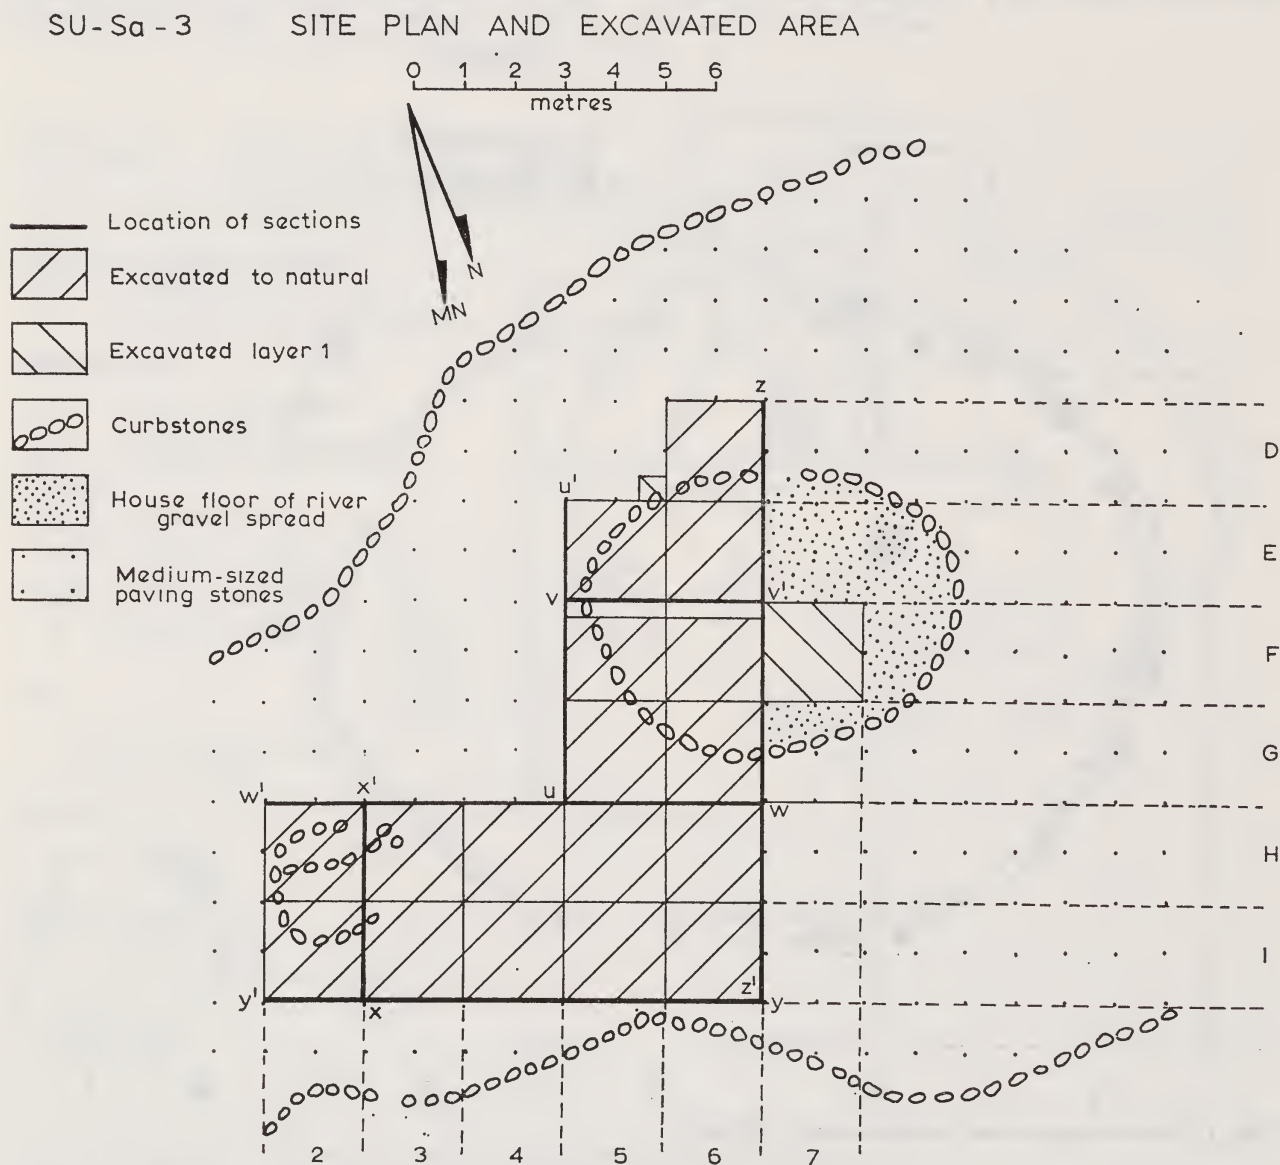 SU-Sa-3 SITE PLAN AND EXCAVATED AREA
0 1 2 3 4 5 6
metres
N
MN
Location of sections
Excavated to natural
Excavated layer 1
Curbstones
House floor of river
gravel spread
Medium-sized
paving stones
z
D
u'
E
v v'
F
G
w' x' u w
H
I
y' x z' y
2 3 4 5 6 7